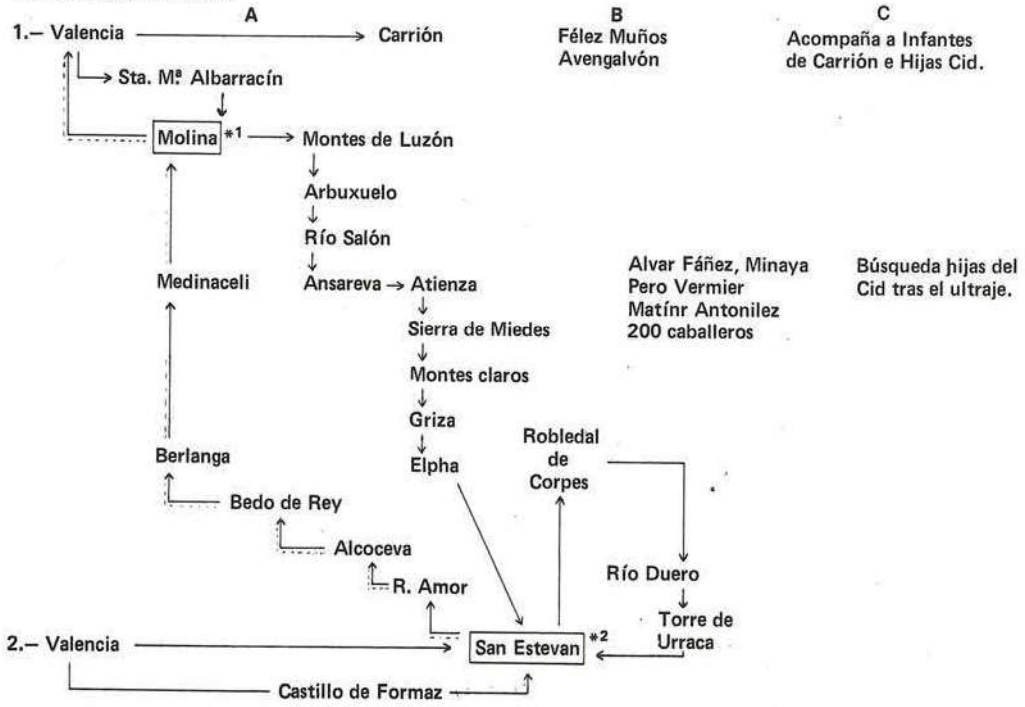 A
B
C
1.– Valencia
Carrión
Félez Muños
Avengalvón
Acompaña a Infantes
de Carrión e Hijas Cid.
Sta. Mª Albarracín
Molina *1
Montes de Luzón
Arbuxuelo
Río Salón
Medinaceli
Ansareva
Atienza
Alvar Fáñez, Minaya
Pero Vermier
Matínr Antonilez
200 caballeros
Búsqueda hijas del
Cid tras el ultraje.
Sierra de Miedes
Montes claros
Griza
Elpha
Robledal
de
Corpes
Berlanga
Bedo de Rey
Alcoceva
R. Amor
Río Duero
Torre de
Urraca
2.– Valencia
San Estevan *2
Castillo de Formaz